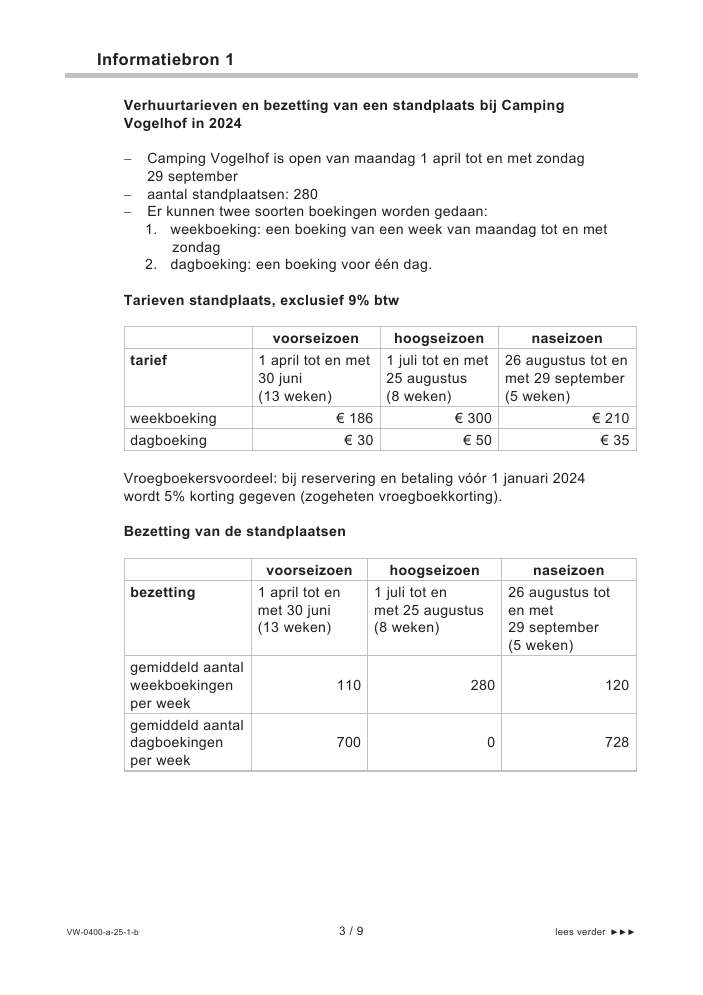 Informatiebron 1
Verhuurtarieven en bezetting van een standplaats bij Camping
Vogelhof in 2024
– Camping Vogelhof is open van maandag 1 april tot en met zondag
29 september
– aantal standplaatsen: 280
– Er kunnen twee soorten boekingen worden gedaan:
1. weekboeking: een boeking van een week van maandag tot en met
zondag
2. dagboeking: een boeking voor één dag.
Tarieven standplaats, exclusief 9% btw
voorseizoen hoogseizoen naseizoen
tarief 1 april tot en met 1 juli tot en met 26 augustus tot en
30 juni 25 augustus met 29 september
(13 weken) (8 weken) (5 weken)
weekboeking € 186 € 300 € 210
dagboeking € 30 € 50 € 35
Vroegboekersvoordeel: bij reservering en betaling vóór 1 januari 2024
wordt 5% korting gegeven (zogeheten vroegboekkorting).
Bezetting van de standplaatsen
voorseizoen hoogseizoen naseizoen
bezetting 1 april tot en 1 juli tot en 26 augustus tot
met 30 juni met 25 augustus en met
(13 weken) (8 weken) 29 september
(5 weken)
gemiddeld aantal
weekboekingen 110 280 120
per week
gemiddeld aantal
dagboekingen 700 0 728
per week
VW-0400-a-25-1-b 3 / 9 lees verder ►►►